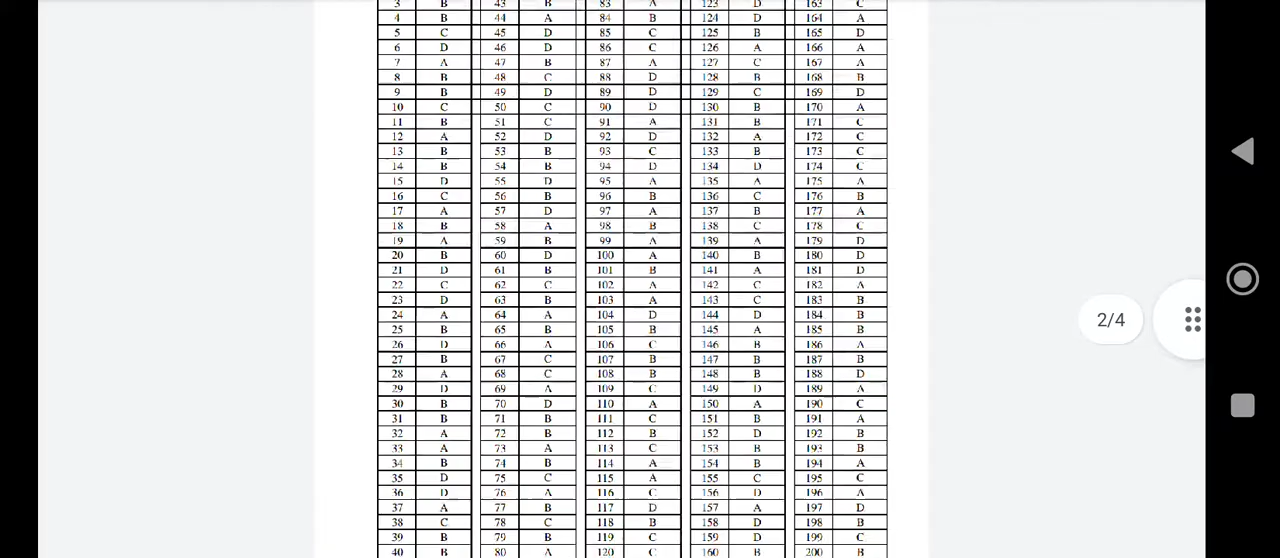 3 B 43 B 83 A 123 D 163 C
4 B 44 A 84 B 124 D 164 A
5 C 45 D 85 C 125 B 165 D
6 D 46 D 86 C 126 A 166 A
7 A 47 B 87 A 127 C 167 A
8 B 48 C 88 D 128 B 168 B
9 B 49 D 89 D 129 C 169 D
10 C 50 C 90 D 130 B 170 A
11 B 51 C 91 A 131 B 171 C
12 A 52 D 92 D 132 A 172 C
13 B 53 B 93 C 133 B 173 C
14 B 54 B 94 D 134 D 174 C
15 D 55 D 95 A 135 A 175 A
16 C 56 B 96 B 136 C 176 B
17 A 57 D 97 A 137 B 177 A
18 B 58 A 98 B 138 C 178 C
19 A 59 B 99 A 139 A 179 D
20 B 60 D 100 A 140 B 180 D
21 D 61 B 101 B 141 A 181 D
22 C 62 C 102 A 142 C 182 A
23 D 63 B 103 A 143 C 183 B
24 A 64 A 104 D 144 D 184 B
25 B 65 B 105 B 145 A 185 B
26 D 66 A 106 C 146 B 186 A
27 B 67 C 107 B 147 B 187 B
28 A 68 C 108 B 148 B 188 D
29 D 69 A 109 C 149 D 189 A
30 B 70 D 110 A 150 A 190 C
31 B 71 B 111 C 151 B 191 A
32 A 72 B 112 B 152 D 192 B
33 A 73 A 113 C 153 B 193 B
34 B 74 B 114 A 154 B 194 A
35 D 75 C 115 A 155 C 195 C
36 D 76 A 116 C 156 D 196 A
37 A 77 B 117 D 157 A 197 D
38 C 78 C 118 B 158 D 198 B
39 B 79 B 119 C 159 D 199 C
40 B 80 A 120 C 160 B 200 B
2/4